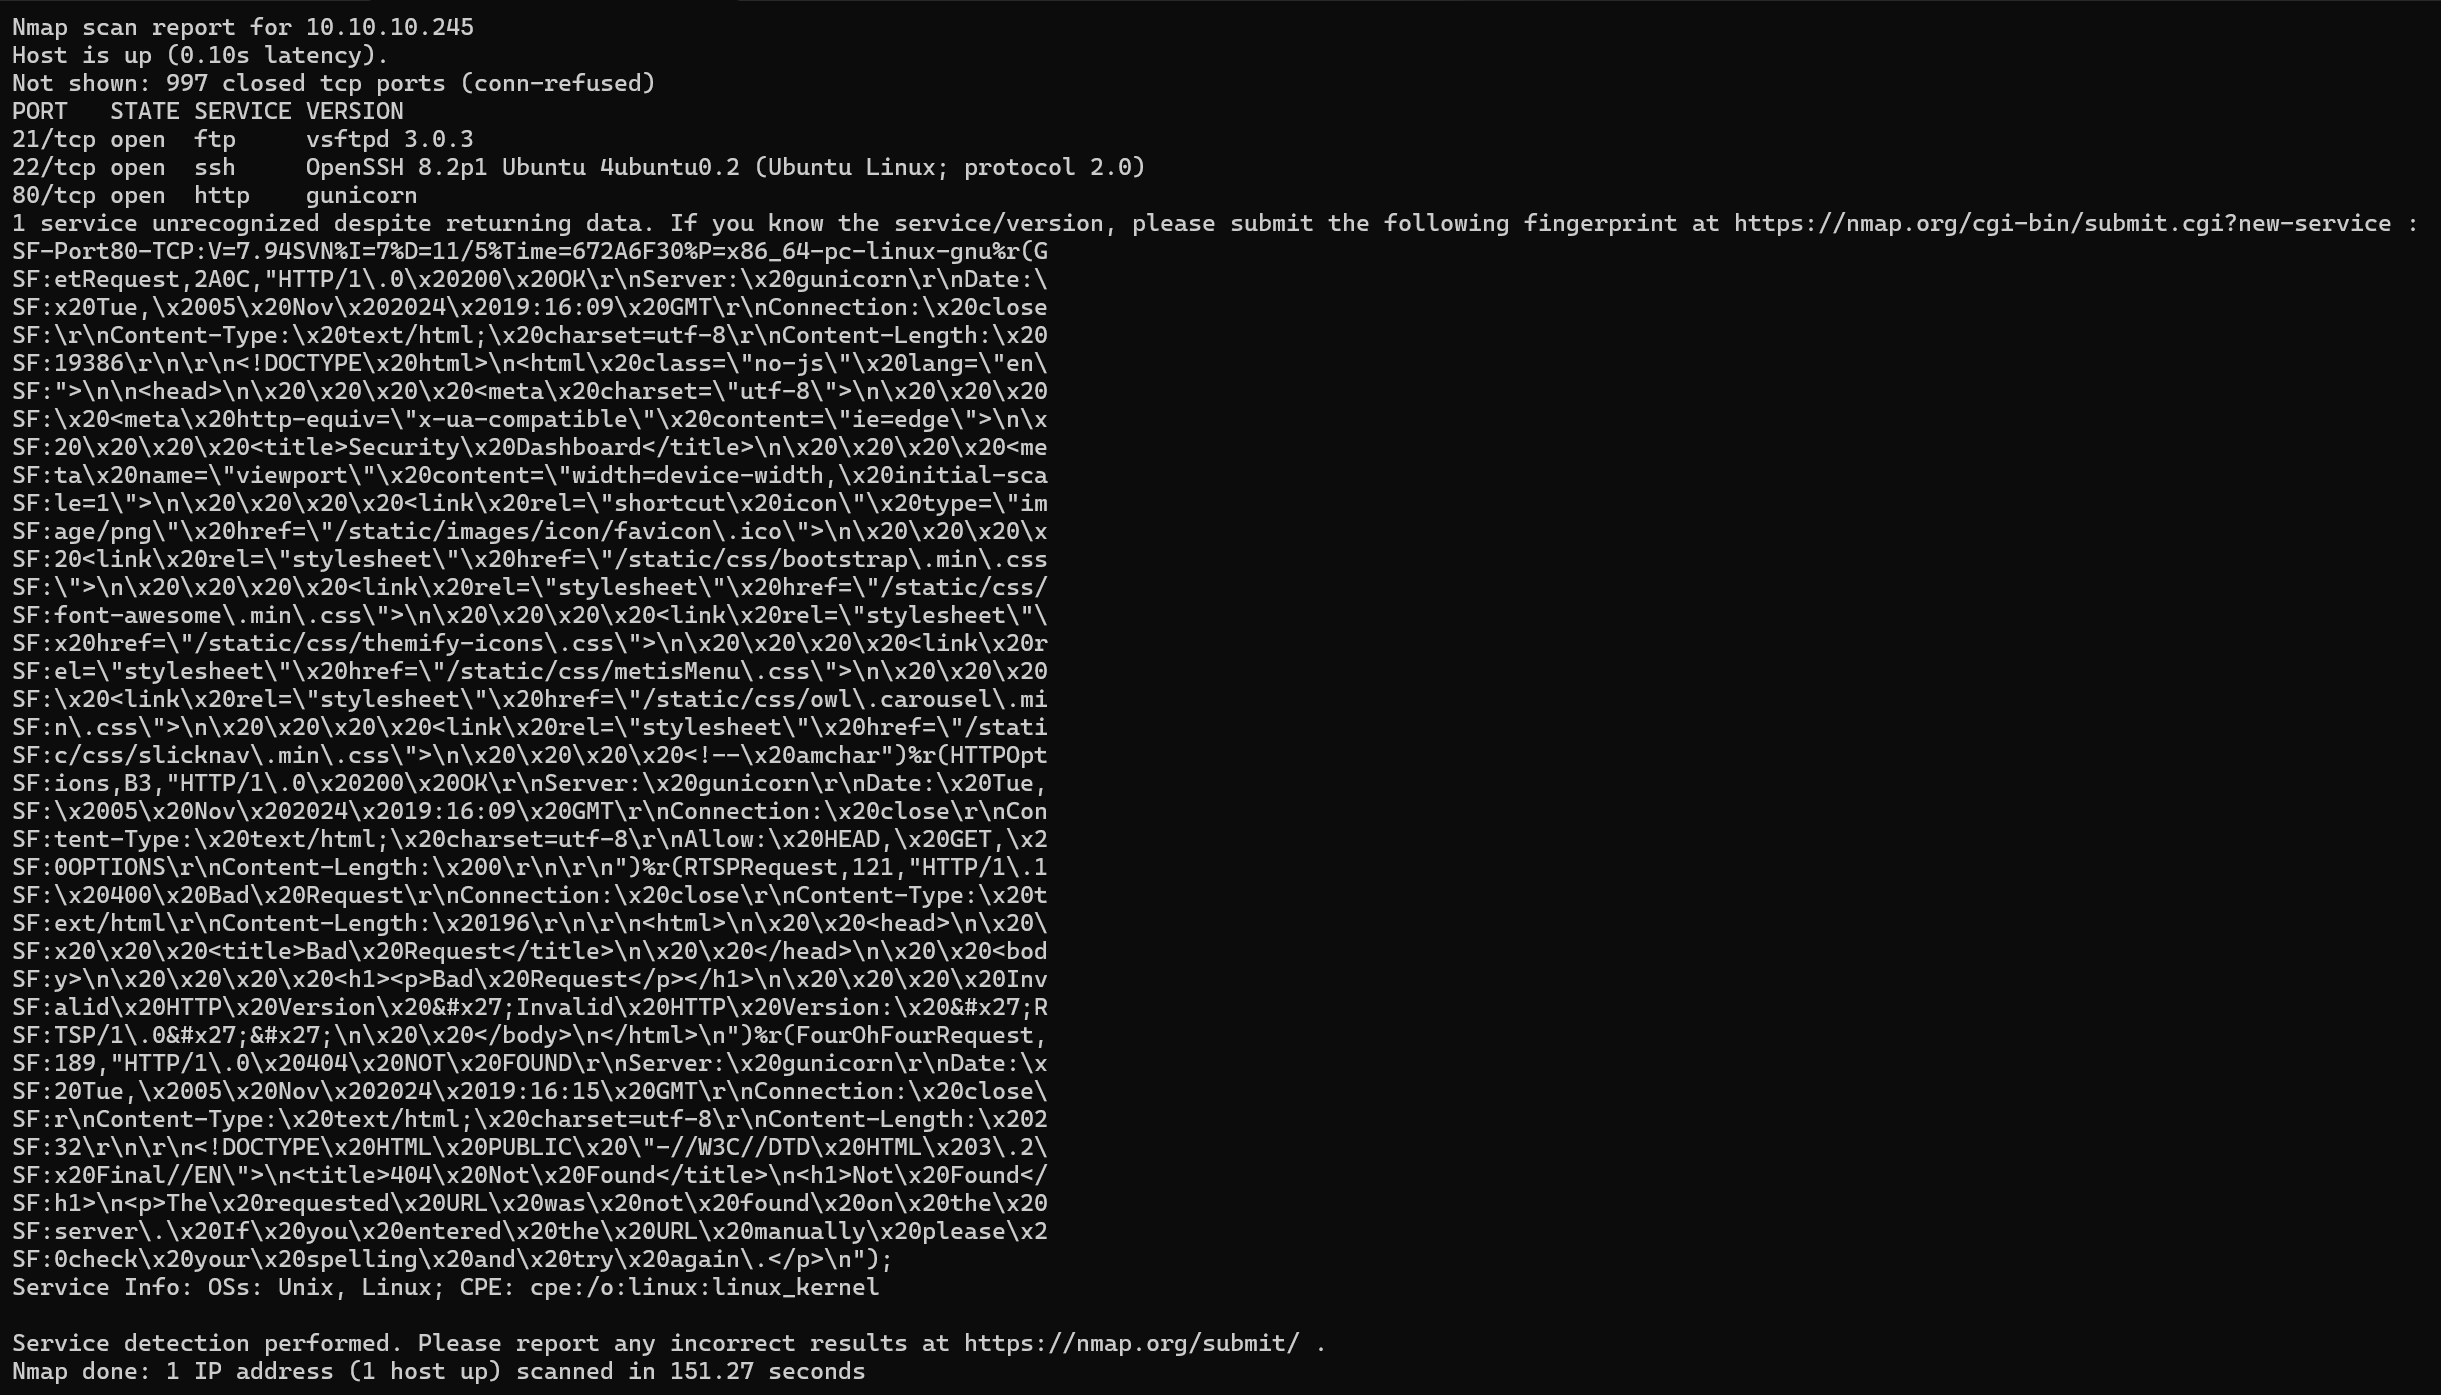 Nmap scan report for 10.10.10.245
Host is up (0.10s latency).
Not shown: 997 closed tcp ports (conn-refused)
PORT   STATE SERVICE VERSION
21/tcp open  ftp     vsftpd 3.0.3
22/tcp open  ssh     OpenSSH 8.2p1 Ubuntu 4ubuntu0.2 (Ubuntu Linux; protocol 2.0)
80/tcp open  http    gunicorn
1 service unrecognized despite returning data. If you know the service/version, please submit the following fingerprint at https://nmap.org/cgi-bin/submit.cgi?new-service :
SF-Port80-TCP:V=7.94SVN%I=7%D=11/5%Time=672A6F30%P=x86_64-pc-linux-gnu%r(G
SF:etRequest,2A0C,"HTTP/1\.0\x20200\x20OK\r\nServer:\x20gunicorn\r\nDate:\
SF:x20Tue,\x2005\x20Nov\x202024\x2019:16:09\x20GMT\r\nConnection:\x20close
SF:\r\nContent-Type:\x20text/html;\x20charset=utf-8\r\nContent-Length:\x20
SF:19386\r\n\r\n<!DOCTYPE\x20html>\n<html\x20class=\"no-js\"\x20lang=\"en\
SF:">\n\n<head>\n\x20\x20\x20\x20<meta\x20charset=\"utf-8\">\n\x20\x20\x20
SF:\x20<meta\x20http-equiv=\"x-ua-compatible\"\x20content=\"ie=edge\">\n\x
SF:20\x20\x20\x20<title>Security\x20Dashboard</title>\n\x20\x20\x20\x20<me
SF:ta\x20name=\"viewport\"\x20content=\"width=device-width,\x20initial-sca
SF:le=1\">\n\x20\x20\x20\x20<link\x20rel=\"shortcut\x20icon\"\x20type=\"im
SF:age/png\"\x20href=\"/static/images/icon/favicon\.ico\">\n\x20\x20\x20\x
SF:20<link\x20rel=\"stylesheet\"\x20href=\"/static/css/bootstrap\.min\.css
SF:\">\n\x20\x20\x20\x20<link\x20rel=\"stylesheet\"\x20href=\"/static/css/
SF:font-awesome\.min\.css\">\n\x20\x20\x20\x20<link\x20rel=\"stylesheet\"\
SF:x20href=\"/static/css/themify-icons\.css\">\n\x20\x20\x20\x20<link\x20r
SF:el=\"stylesheet\"\x20href=\"/static/css/metisMenu\.css\">\n\x20\x20\x20
SF:\x20<link\x20rel=\"stylesheet\"\x20href=\"/static/css/owl\.carousel\.mi
SF:n\.css\">\n\x20\x20\x20\x20<link\x20rel=\"stylesheet\"\x20href=\"/stati
SF:c/css/slicknav\.min\.css\">\n\x20\x20\x20\x20<!--\x20amchar")%r(HTTPOpt
SF:ions,B3,"HTTP/1\.0\x20200\x20OK\r\nServer:\x20gunicorn\r\nDate:\x20Tue,
SF:\x2005\x20Nov\x202024\x2019:16:09\x20GMT\r\nConnection:\x20close\r\nCon
SF:tent-Type:\x20text/html;\x20charset=utf-8\r\nAllow:\x20HEAD,\x20GET,\x2
SF:0OPTIONS\r\nContent-Length:\x200\r\n\r\n")%r(RTSPRequest,121,"HTTP/1\.1
SF:\x20400\x20Bad\x20Request\r\nConnection:\x20close\r\nContent-Type:\x20t
SF:ext/html\r\nContent-Length:\x20196\r\n\r\n<html>\n\x20\x20<head>\n\x20\
SF:x20\x20\x20<title>Bad\x20Request</title>\n\x20\x20</head>\n\x20\x20<bod
SF:y>\n\x20\x20\x20\x20<h1><p>Bad\x20Request</p></h1>\n\x20\x20\x20\x20Inv
SF:alid\x20HTTP\x20Version\x20&#x27;Invalid\x20HTTP\x20Version:\x20&#x27;R
SF:TSP/1\.0&#x27;&#x27;\n\x20\x20</body>\n</html>\n")%r(FourOhFourRequest,
SF:189,"HTTP/1\.0\x20404\x20NOT\x20FOUND\r\nServer:\x20gunicorn\r\nDate:\x
SF:20Tue,\x2005\x20Nov\x202024\x2019:16:15\x20GMT\r\nConnection:\x20close\
SF:r\nContent-Type:\x20text/html;\x20charset=utf-8\r\nContent-Length:\x202
SF:32\r\n\r\n<!DOCTYPE\x20HTML\x20PUBLIC\x20\"-//W3C//DTD\x20HTML\x203\.2\
SF:x20Final//EN\">\n<title>404\x20Not\x20Found</title>\n<h1>Not\x20Found</
SF:h1>\n<p>The\x20requested\x20URL\x20was\x20not\x20found\x20on\x20the\x20
SF:server\.\x20If\x20you\x20entered\x20the\x20URL\x20manually\x20please\x2
SF:0check\x20your\x20spelling\x20and\x20try\x20again\.</p>\n");
Service Info: OSs: Unix, Linux; CPE: cpe:/o:linux:linux_kernel

Service detection performed. Please report any incorrect results at https://nmap.org/submit/ .
Nmap done: 1 IP address (1 host up) scanned in 151.27 seconds